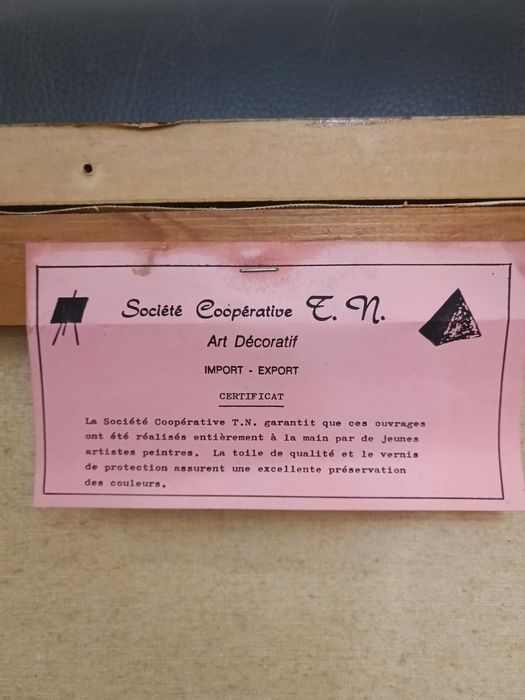 Société Coopérative T. N.
Art Décoratif
IMPORT - EXPORT
CERTIFICAT
La Société Coopérative T.N. garantit que ces ouvrages
ont été réalisés entièrement à la main par de jeunes
artistes peintres. La toile de qualité et le vernis
de protection assurent une excellente préservation
des couleurs.